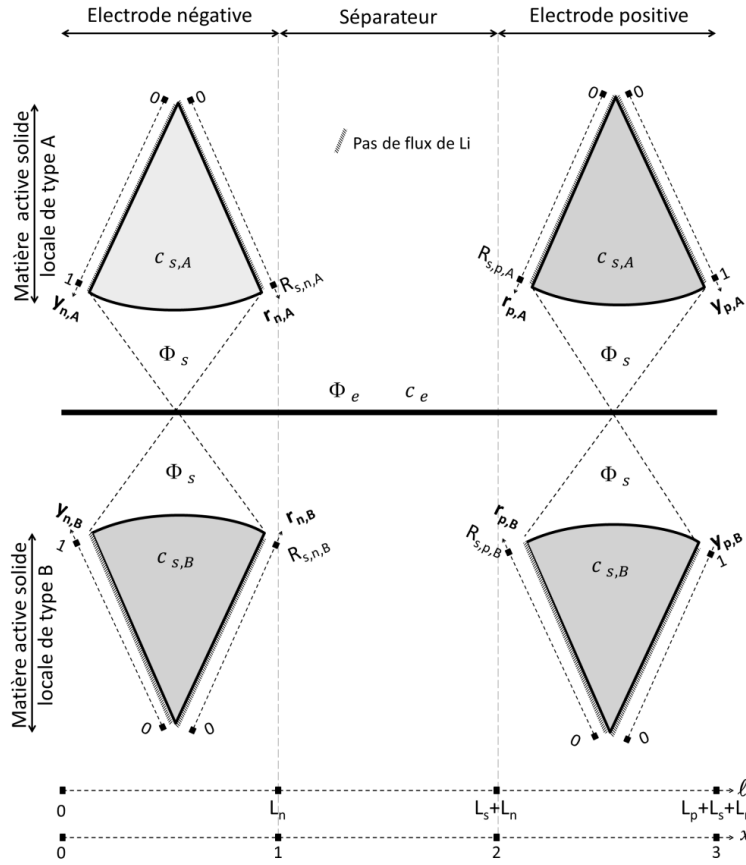 Electrode négative
Séparateur
Electrode positive
0 0
0 0
Matière active solide
locale de type A
Pas de flux de Li
c s,A
c s,A
1
y n,A
R s,n,A
r n,A
R s,p,A
r p,A
1
y p,A
Φ s
Φ s
Φ e c e
Φ s
Φ s
y n,B
1
r n,B
R s,n,B
r p,B
R s,p,B
y p,B
1
c s,B
c s,B
Matière active solide
locale de type B
0 0
0 0
ℓ
0 L n L s +L n L p +L s +L n
x
0 1 2 3